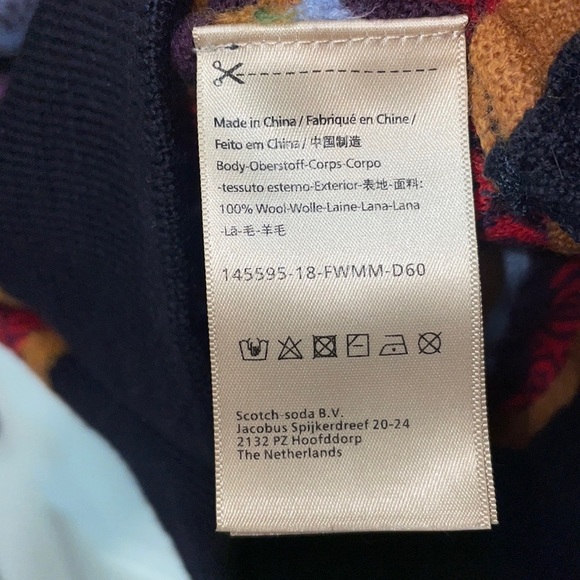 Made in China / Fabriqué en Chine /
Feito em China / 中国制造
Body-Oberstoff-Corps-Corpo
-tessuto esterno-Exterior-表地-面料:
100% Wool-Wolle-Laine-Lana-Lana
-Lã-毛-羊毛
145595-18-FWMM-D60
Scotch-soda B.V.
Jacobus Spijkerdreef 20-24
2132 PZ Hoofddorp
The Netherlands